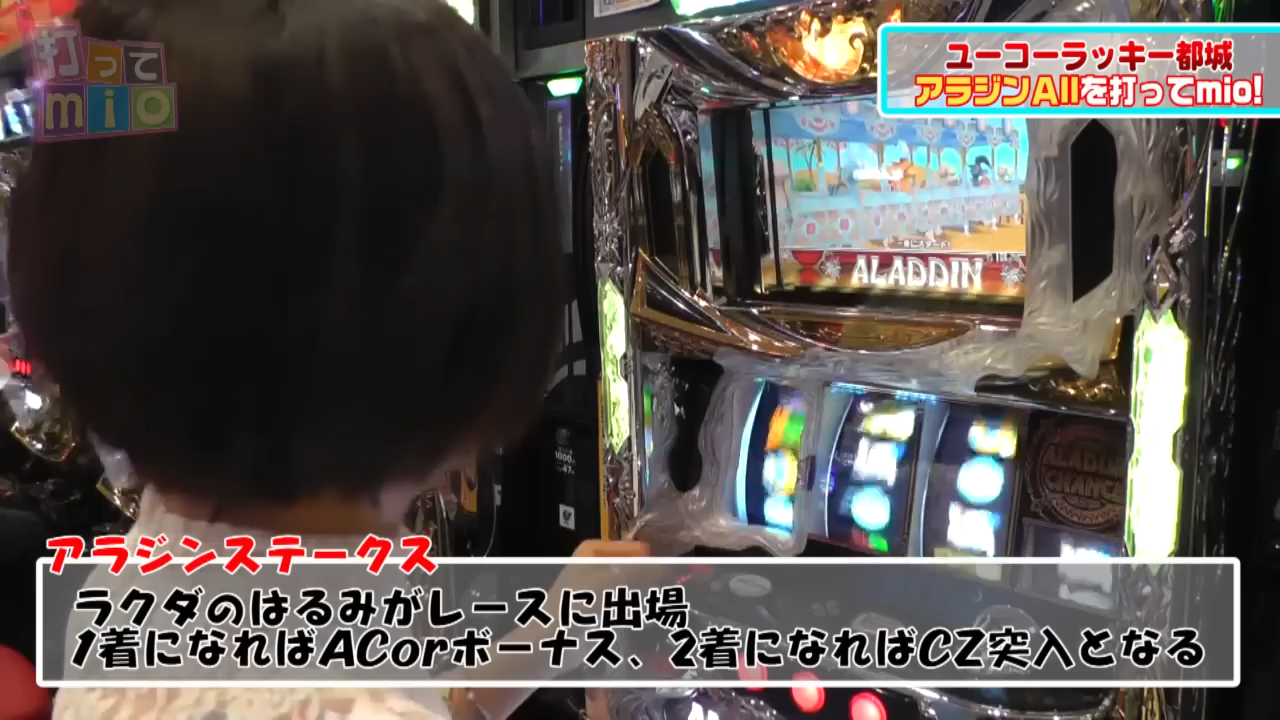 打って
mio
ユーコーラッキー都城
アラジンAⅡを打ってmio!
ALADDIN
ALADDIN
CHANCE
1000
47
アラジンステークス
ラクダのはるみがレースに出場
1着になればACorボーナス、2着になればCZ突入となる